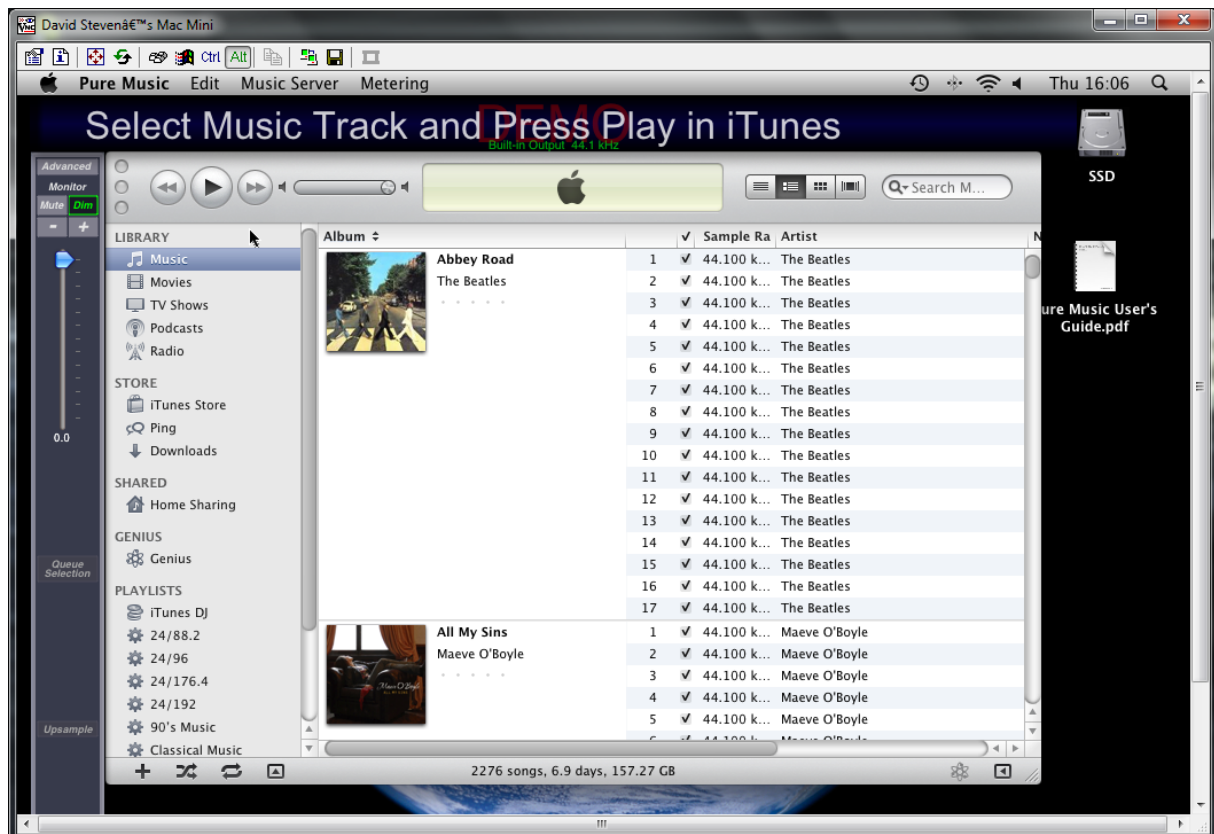 David Stevenâ€™s Mac Mini
Ctrl Alt
Pure Music Edit Music Server Metering Thu 16:06
DEMO
Select Music Track and Press Play in iTunes
Built-in Output 44.1 kHz
SSD
Pure Music User's
Guide.pdf
Advanced
Monitor
Mute Dim
- +
0.0
Queue
Selection
Upsample
Search M...
LIBRARY
Music
Movies
TV Shows
Podcasts
Radio
STORE
iTunes Store
Ping
Downloads
SHARED
Home Sharing
GENIUS
Genius
PLAYLISTS
iTunes DJ
24/88.2
24/96
24/176.4
24/192
90's Music
Classical Music
Album Sample Ra Artist N
Abbey Road
The Beatles
1 44.100 k... The Beatles
2 44.100 k... The Beatles
3 44.100 k... The Beatles
4 44.100 k... The Beatles
5 44.100 k... The Beatles
6 44.100 k... The Beatles
7 44.100 k... The Beatles
8 44.100 k... The Beatles
9 44.100 k... The Beatles
10 44.100 k... The Beatles
11 44.100 k... The Beatles
12 44.100 k... The Beatles
13 44.100 k... The Beatles
14 44.100 k... The Beatles
15 44.100 k... The Beatles
16 44.100 k... The Beatles
17 44.100 k... The Beatles
All My Sins
Maeve O'Boyle
1 44.100 k... Maeve O'Boyle
2 44.100 k... Maeve O'Boyle
3 44.100 k... Maeve O'Boyle
4 44.100 k... Maeve O'Boyle
5 44.100 k... Maeve O'Boyle
2276 songs, 6.9 days, 157.27 GB